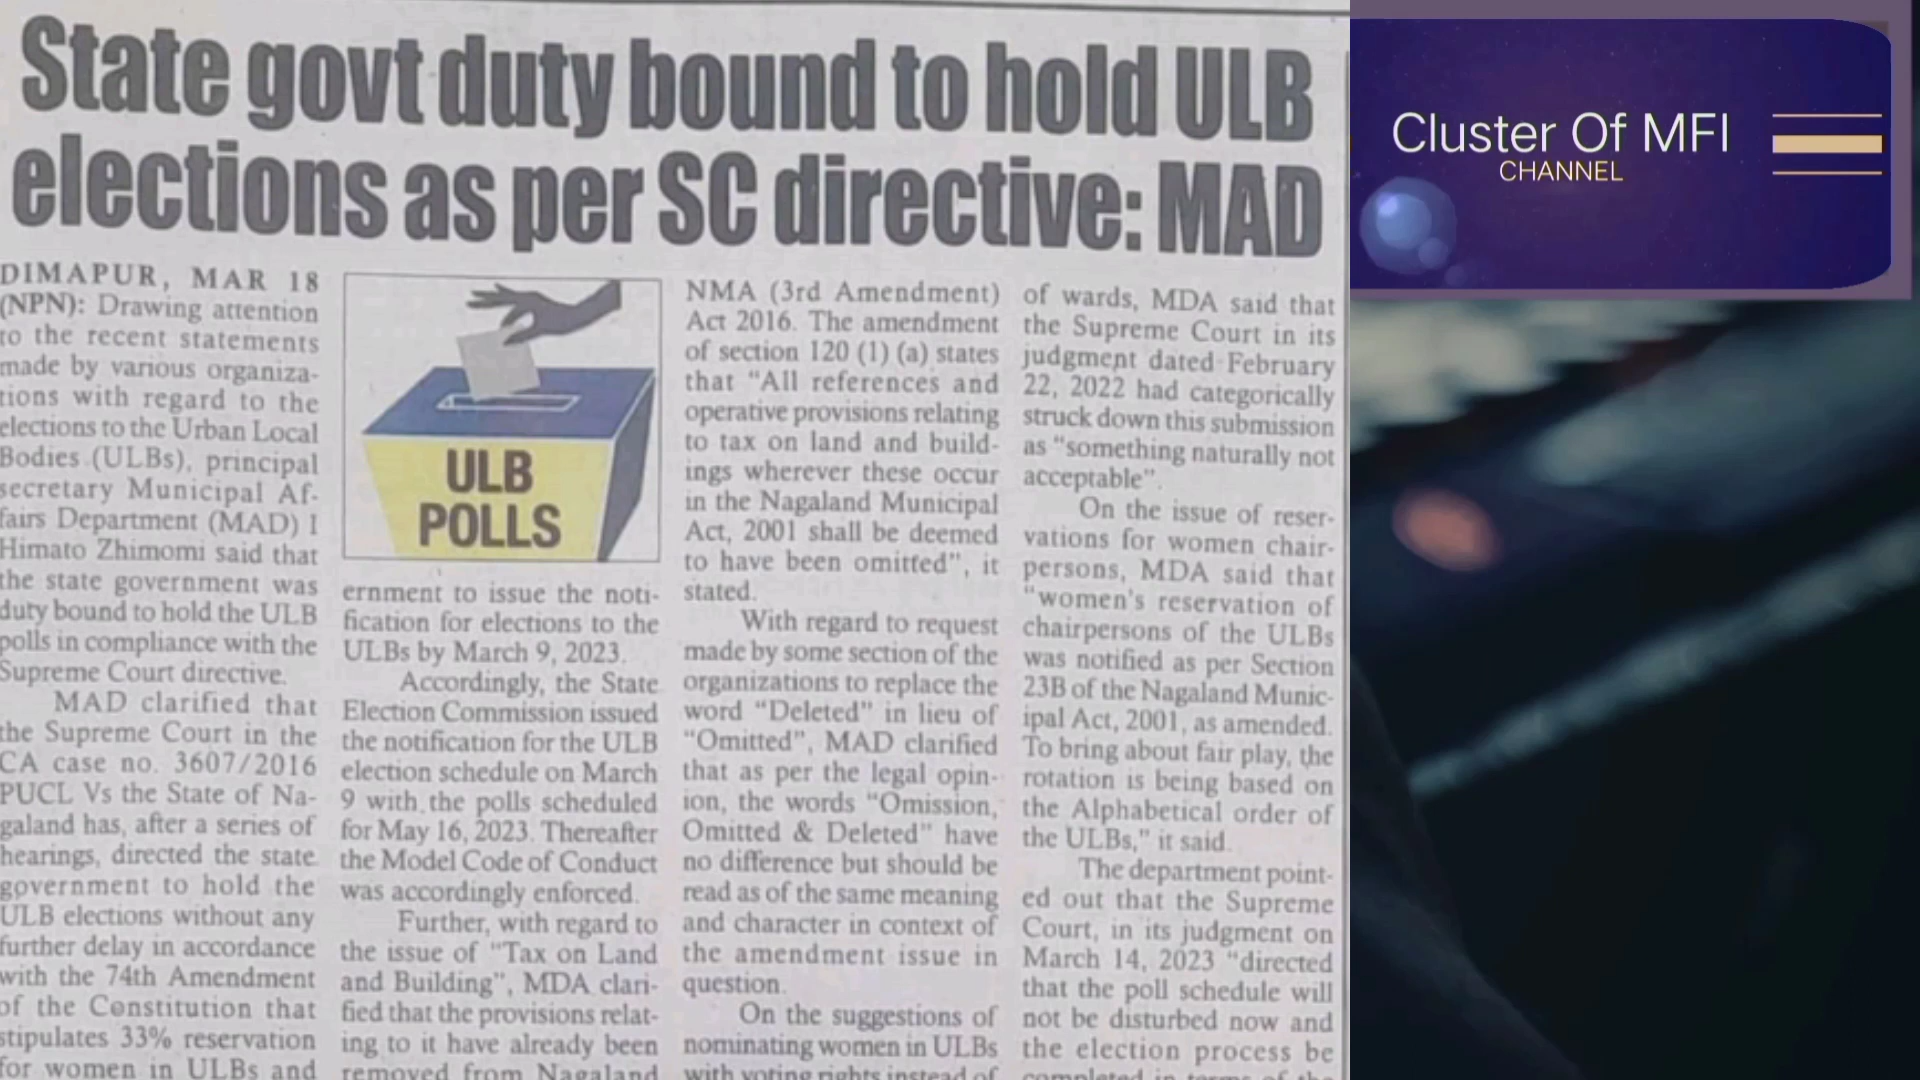 State govt duty bound to hold ULB
elections as per SC directive: MAD
DIMAPUR, MAR 18
(NPN): Drawing attention
to the recent statements
made by various organiza-
tions with regard to the
elections to the Urban Local
Bodies (ULBs), principal
secretary Municipal Af-
fairs Department (MAD) I
Himato Zhimomi said that
the state government was
duty bound to hold the ULB
polls in compliance with the
Supreme Court directive.
MAD clarified that
the Supreme Court in the
CA case no. 3607/2016
PUCL Vs the State of Na-
galand has, after a series of
hearings, directed the state
government to hold the
ULB elections without any
further delay in accordance
with the 74th Amendment
of the Constitution that
stipulates 33% reservation
for women in ULBs and
ULB
POLLS
ernment to issue the noti-
fication for elections to the
ULBs by March 9, 2023.
Accordingly, the State
Election Commission issued
the notification for the ULB
election schedule on March
9 with the polls scheduled
for May 16, 2023. Thereafter
the Model Code of Conduct
was accordingly enforced.
Further, with regard to
the issue of "Tax on Land
and Building", MDA clari-
fied that the provisions relat-
ing to it have already been
removed from Nagaland
NMA (3rd Amendment)
Act 2016. The amendment
of section 120 (1) (a) states
that "All references and
operative provisions relating
to tax on land and build-
ings wherever these occur
in the Nagaland Municipal
Act, 2001 shall be deemed
to have been omitted", it
stated.
With regard to request
made by some section of the
organizations to replace the
word "Deleted" in lieu of
"Omitted", MAD clarified
that as per the legal opin-
ion, the words "Omission,
Omitted & Deleted" have
no difference but should be
read as of the same meaning
and character in context of
the amendment issue in
question.
On the suggestions of
nominating women in ULBs
with voting rights instead of
of wards, MDA said that
the Supreme Court in its
judgment dated February
22, 2022 had categorically
struck down this submission
as "something naturally not
acceptable".
On the issue of reser-
vations for women chair-
persons, MDA said that
"women's reservation of
chairpersons of the ULBs
was notified as per Section
23B of the Nagaland Munic-
ipal Act, 2001, as amended.
To bring about fair play, the
rotation is being based on
the Alphabetical order of
the ULBs," it said.
The department point-
ed out that the Supreme
Court, in its judgment on
March 14, 2023 "directed
that the poll schedule will
not be disturbed now and
the election process be
completed in terms of the
Cluster Of MFI
CHANNEL